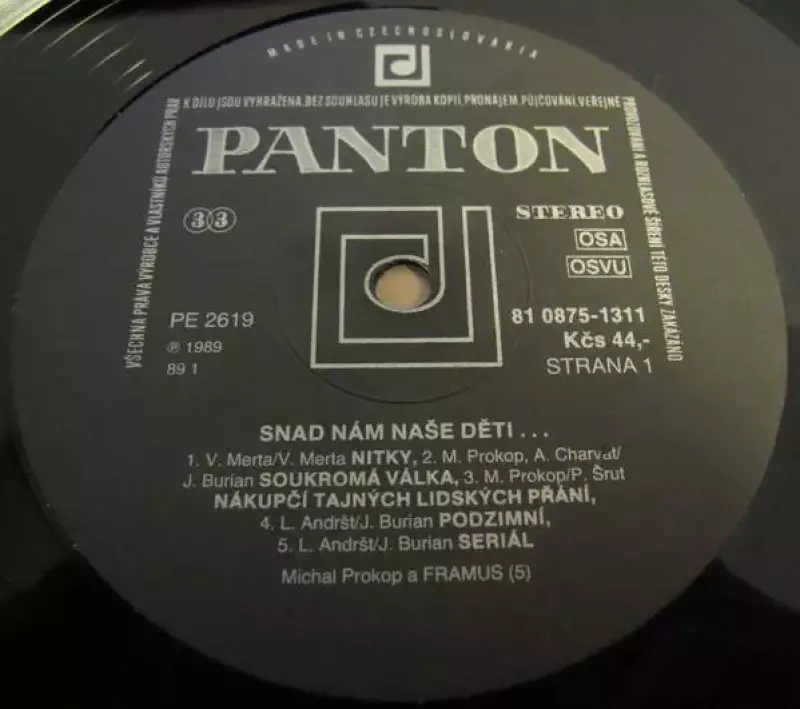 MADE IN CZECHOSLOVAKIA
VŠECHNA PRÁVA VÝROBCE A VLASTNÍKŮ AUTORSKÝCH PRÁV
K DÍLU JSOU VYHRAŽENA. BEZ SOUHLASU JE VÝROBA KOPIÍ, PRONÁJEM, PŮJČOVÁNÍ, VEŘEJNÉ
PROVOZOVÁNÍ A ROZHLASOVÉ ŠÍŘENÍ TÉTO DESKY ZAKÁZÁNO
PANTON
33
STEREO
OSA
OSVU
PE 2619
℗ 1989
89 1
81 0875-1311
Kčs 44,-
STRANA 1
SNAD NÁM NAŠE DĚTI...
1. V. Merta/V. Merta NITKY, 2. M. Prokop, A. Charvát/
J. Burian SOUKROMÁ VÁLKA, 3. M. Prokop/P. Šrut
NÁKUPČÍ TAJNÝCH LIDSKÝCH PŘÁNÍ,
4. L. Andršt/J. Burian PODZIMNÍ,
5. L. Andršt/J. Burian SERIÁL
Michal Prokop a FRAMUS (5)